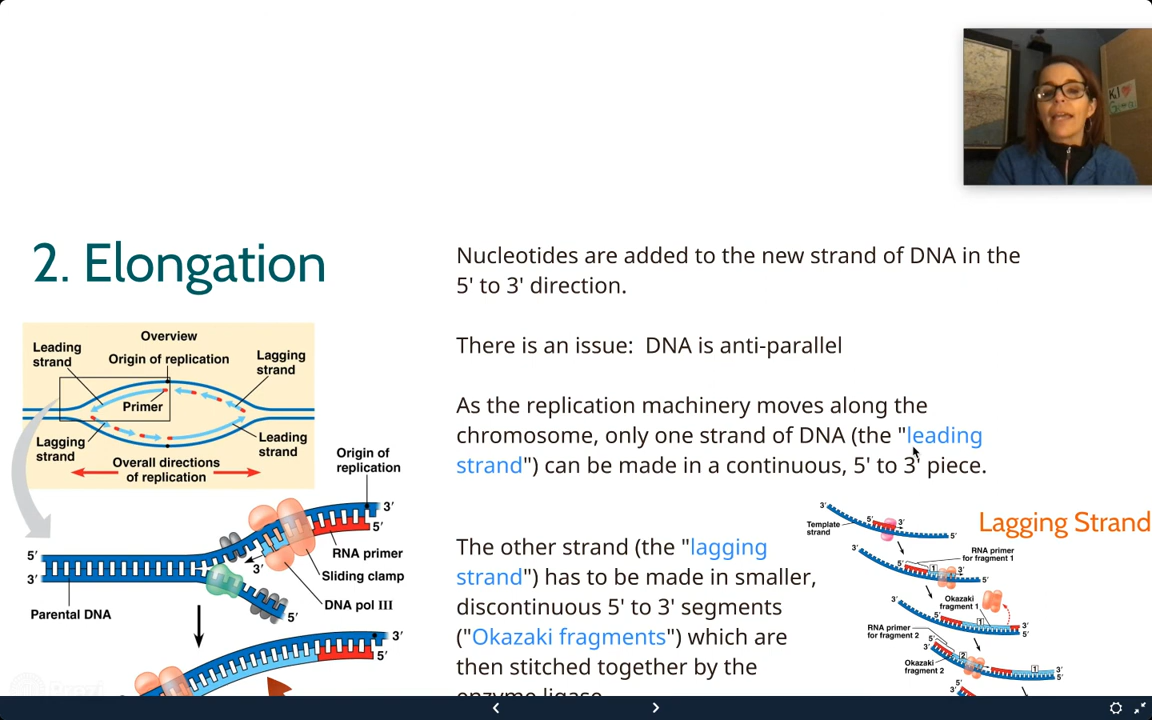 2. Elongation
Overview
Leading
strand
Origin of replication
Lagging
strand
Primer
Lagging
strand
Leading
strand
Overall directions
of replication
Origin of
replication
3'
5'
RNA primer
3'
Sliding clamp
DNA pol III
5'
3'
5'
Parental DNA
3'
5'
Nucleotides are added to the new strand of DNA in the
5' to 3' direction.
There is an issue: DNA is anti-parallel
As the replication machinery moves along the
chromosome, only one strand of DNA (the "leading
strand") can be made in a continuous, 5' to 3' piece.
The other strand (the "lagging
strand") has to be made in smaller,
discontinuous 5' to 3' segments
("Okazaki fragments") which are
then stitched together by the
enzyme ligase
Lagging Strand
3'
5'
3'
Template
strand
5'
3'
RNA primer
for fragment 1
1
5'
Okazaki
fragment 1
3'
1
5'
RNA primer
for fragment 2
5'
2
Okazaki
fragment 2
1
3'
5'
5'